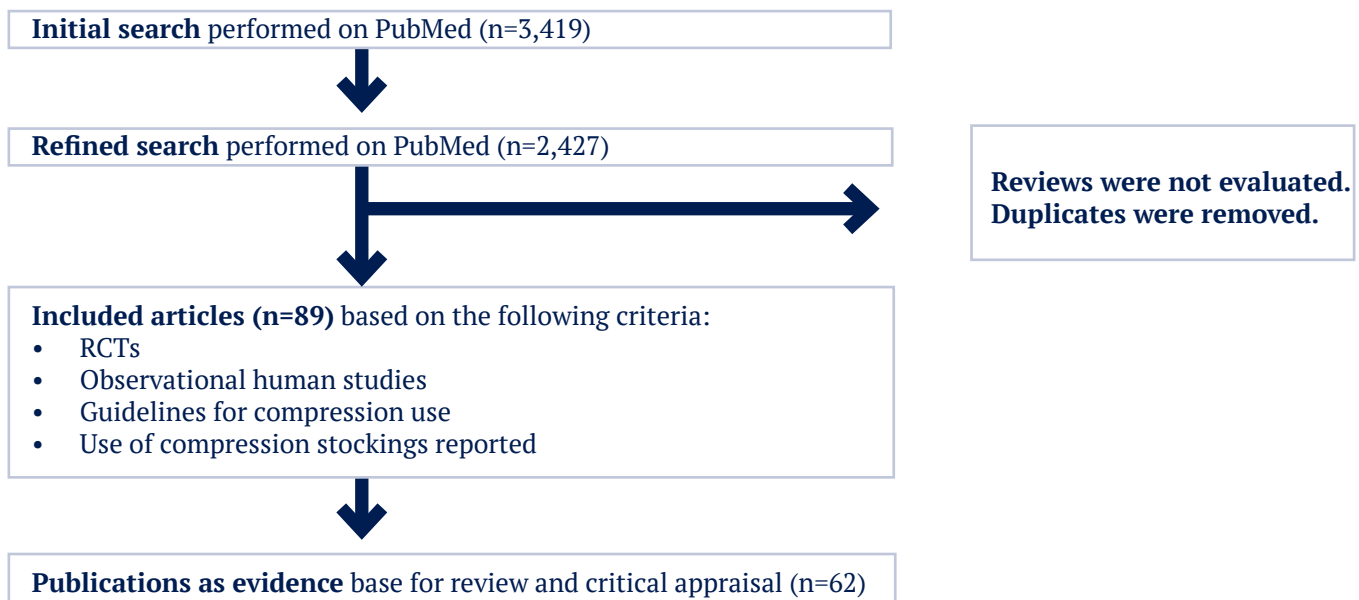 Initial search performed on PubMed (n=3,419)
Refined search performed on PubMed (n=2,427)
Reviews were not evaluated.
Duplicates were removed.
Included articles (n=89) based on the following criteria:
• RCTs
• Observational human studies
• Guidelines for compression use
• Use of compression stockings reported
Publications as evidence base for review and critical appraisal (n=62)